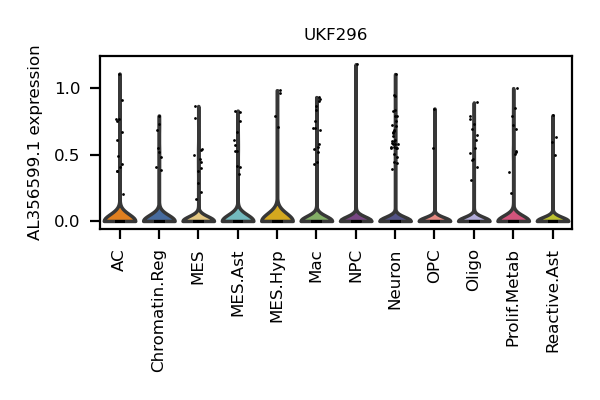 UKF296
AL356599.1 expression
1.0
0.5
0.0
AC
Chromatin.Reg
MES
MES.Ast
MES.Hyp
Mac
NPC
Neuron
OPC
Oligo
Prolif.Metab
Reactive.Ast